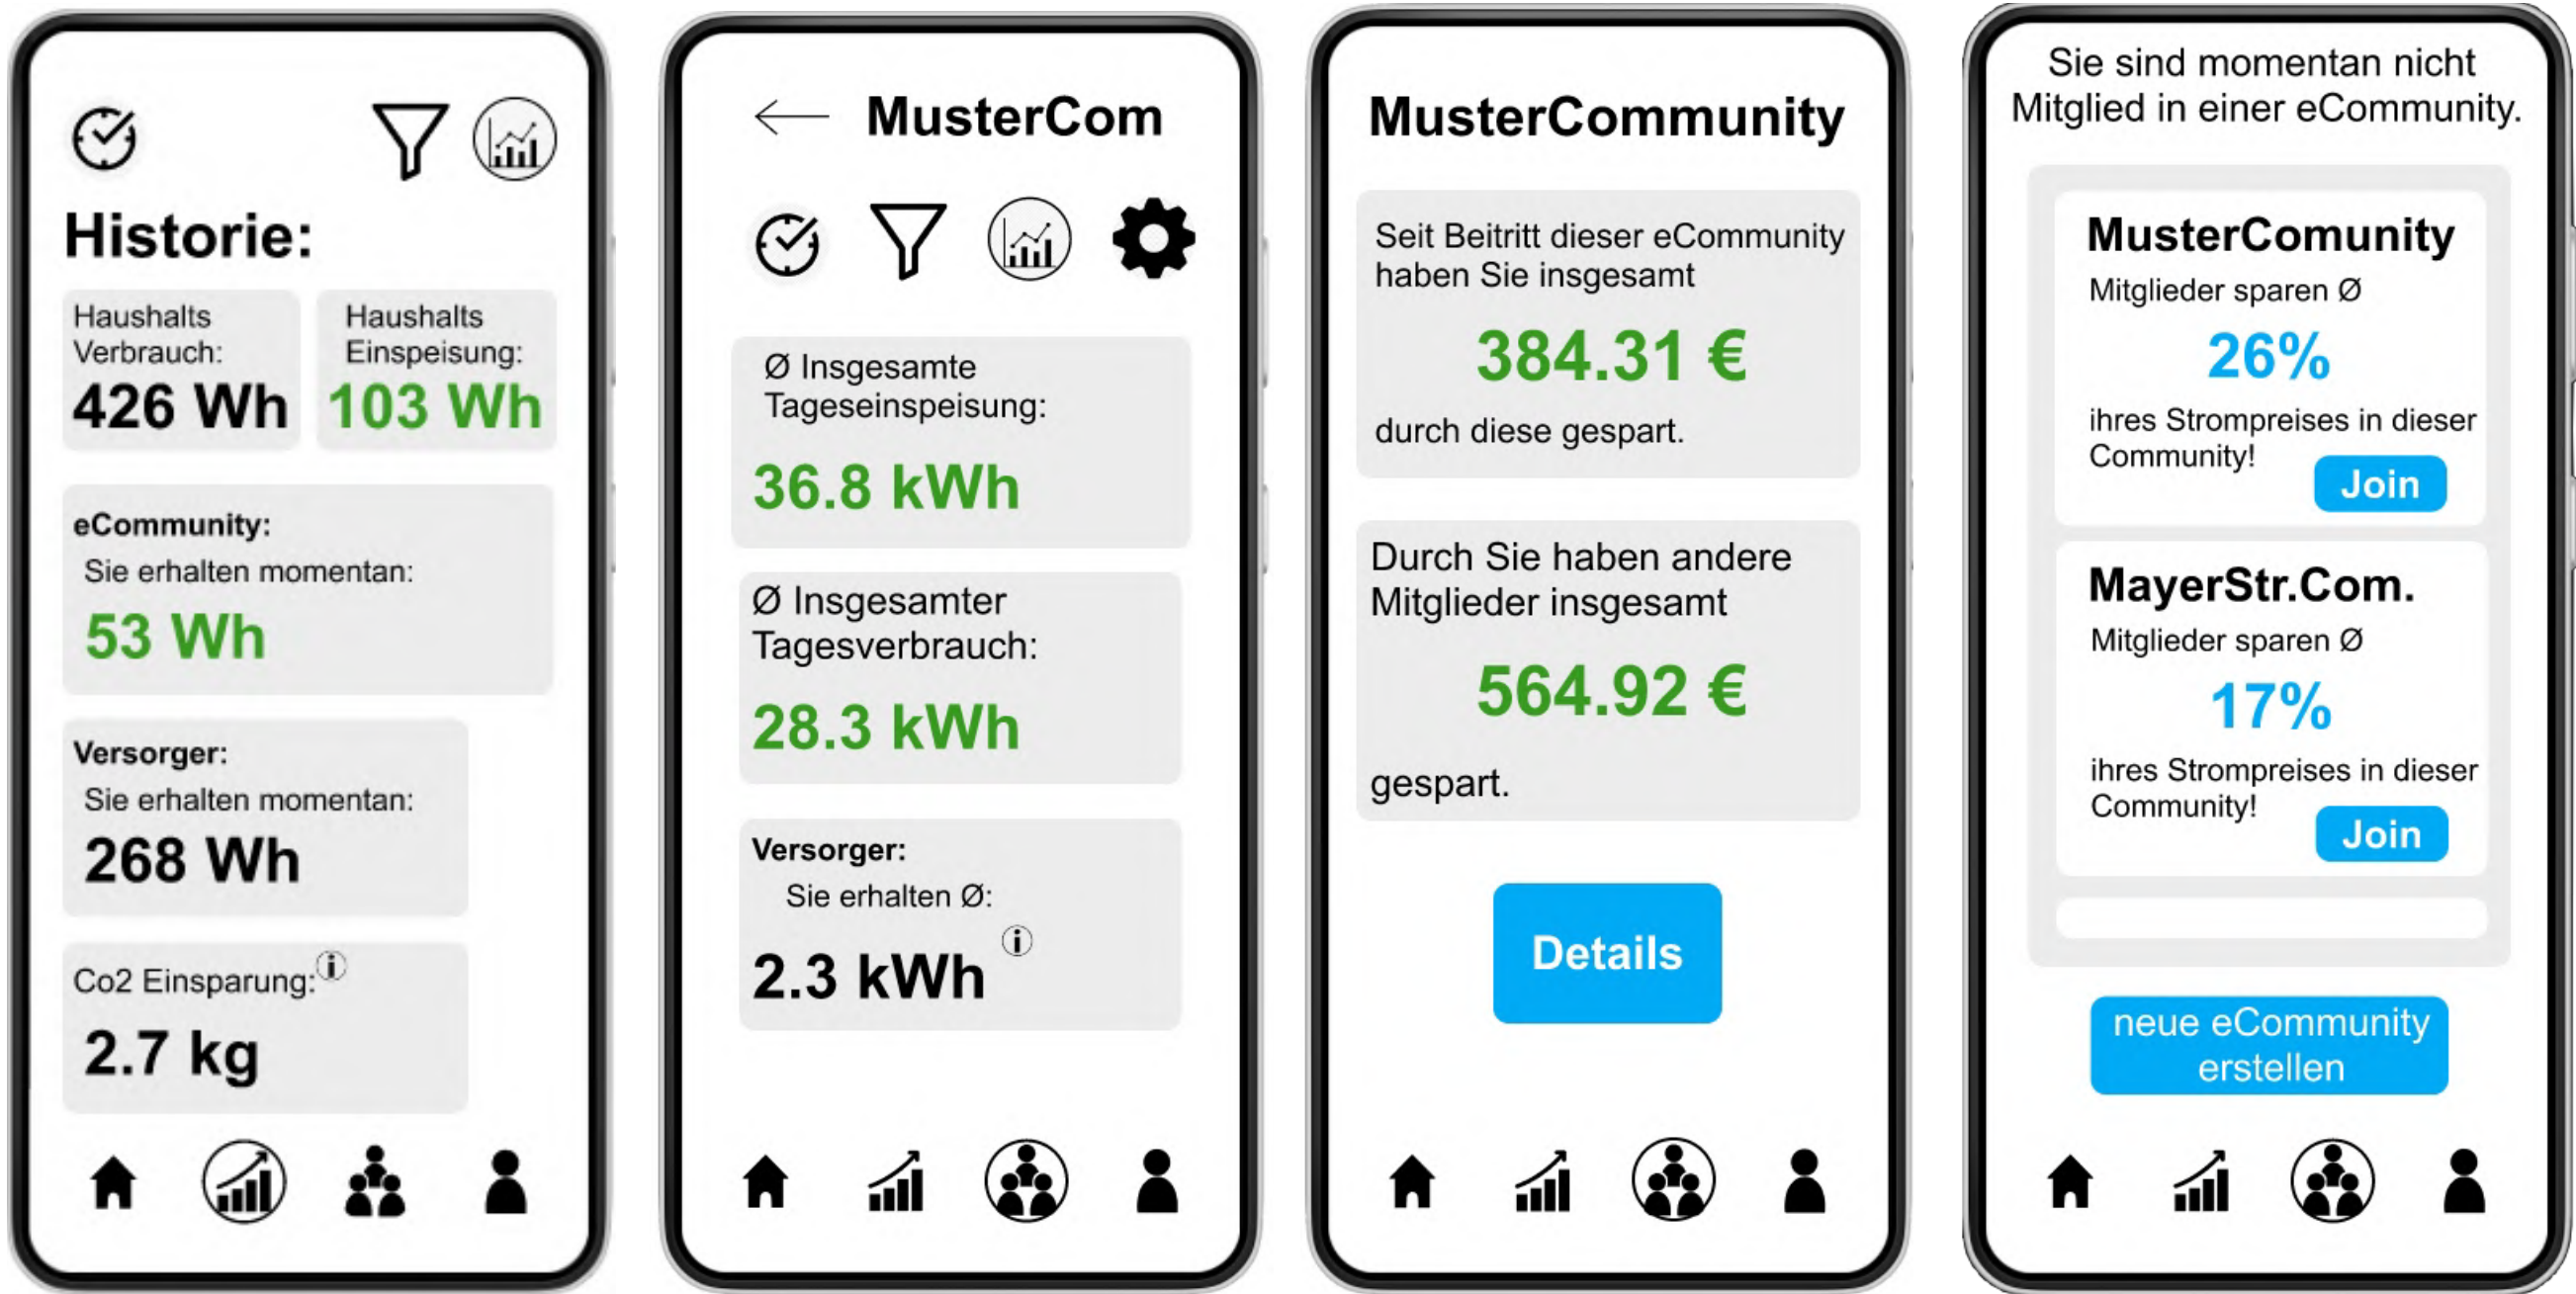 Historie:
Haushalts
Verbrauch:
426 Wh
Haushalts
Einspeisung:
103 Wh
eCommunity:
Sie erhalten momentan:
53 Wh
Versorger:
Sie erhalten momentan:
268 Wh
Co2 Einsparung:
2.7 kg
MusterCom
Ø Insgesamte
Tageseinspeisung:
36.8 kWh
Ø Insgesamter
Tagesverbrauch:
28.3 kWh
Versorger:
Sie erhalten Ø:
2.3 kWh
MusterCommunity
Seit Beitritt dieser eCommunity
haben Sie insgesamt
384.31 €
durch diese gespart.
Durch Sie haben andere
Mitglieder insgesamt
564.92 €
gespart.
Details
Sie sind momentan nicht
Mitglied in einer eCommunity.
MusterComunity
Mitglieder sparen Ø
26%
ihres Strompreises in dieser
Community!
Join
MayerStr.Com.
Mitglieder sparen Ø
17%
ihres Strompreises in dieser
Community!
Join
neue eCommunity
erstellen